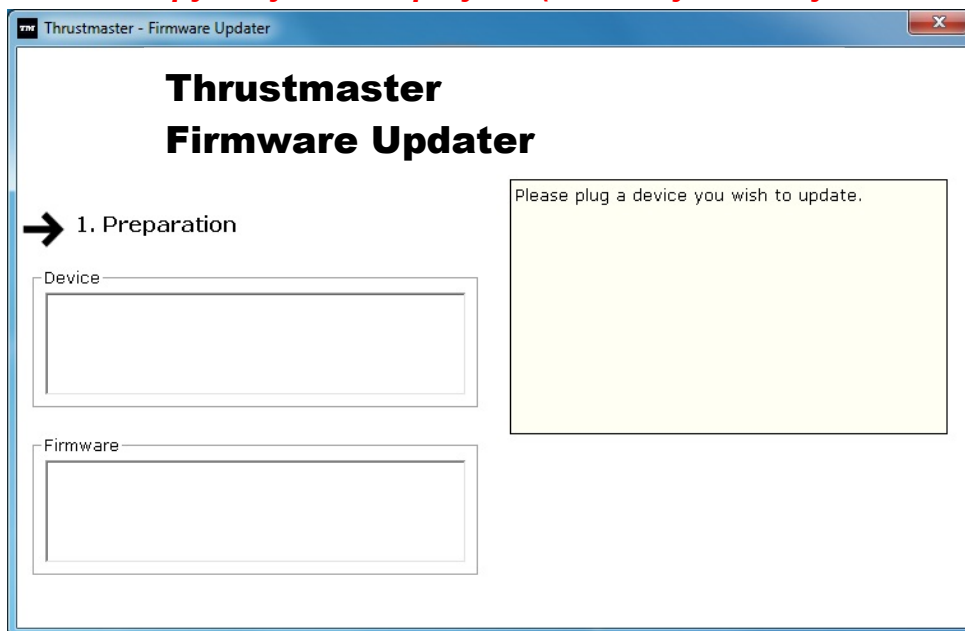 Thrustmaster - Firmware Updater
Thrustmaster
Firmware Updater
1. Preparation
Please plug a device you wish to update.
Device
Firmware